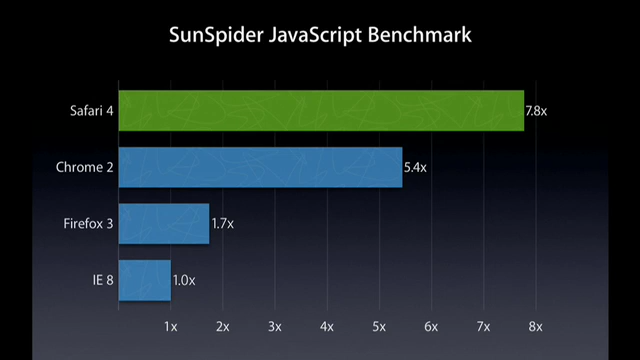 SunSpider JavaScript Benchmark
Safari 4 7.8x
Chrome 2 5.4x
Firefox 3 1.7x
IE 8 1.0x
1x 2x 3x 4x 5x 6x 7x 8x